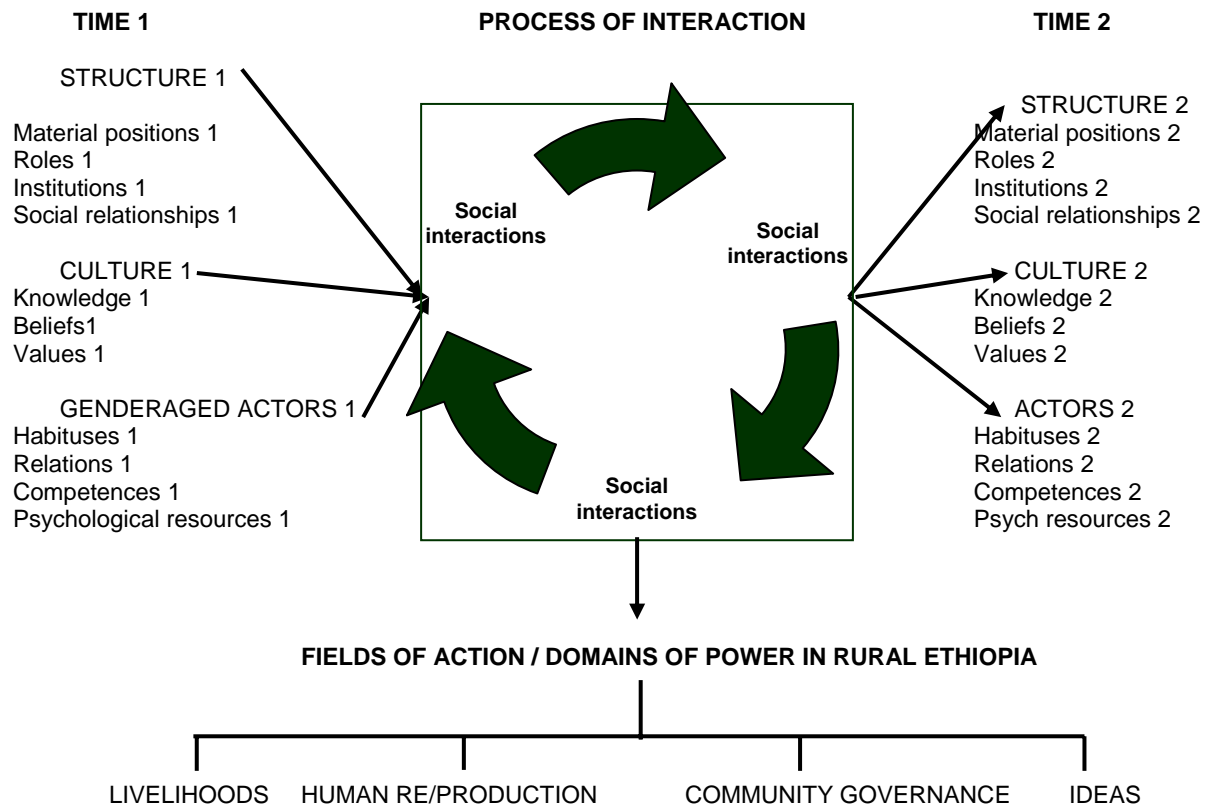 TIME 1
PROCESS OF INTERACTION
TIME 2
STRUCTURE 1
Material positions 1
Roles 1
Institutions 1
Social relationships 1
CULTURE 1
Knowledge 1
Beliefs1
Values 1
GENDERAGED ACTORS 1
Habituses 1
Relations 1
Competences 1
Psychological resources 1
Social
interactions
Social
interactions
Social
interactions
STRUCTURE 2
Material positions 2
Roles 2
Institutions 2
Social relationships 2
CULTURE 2
Knowledge 2
Beliefs 2
Values 2
ACTORS 2
Habituses 2
Relations 2
Competences 2
Psych resources 2
FIELDS OF ACTION / DOMAINS OF POWER IN RURAL ETHIOPIA
LIVELIHOODS
HUMAN RE/PRODUCTION
COMMUNITY GOVERNANCE
IDEAS